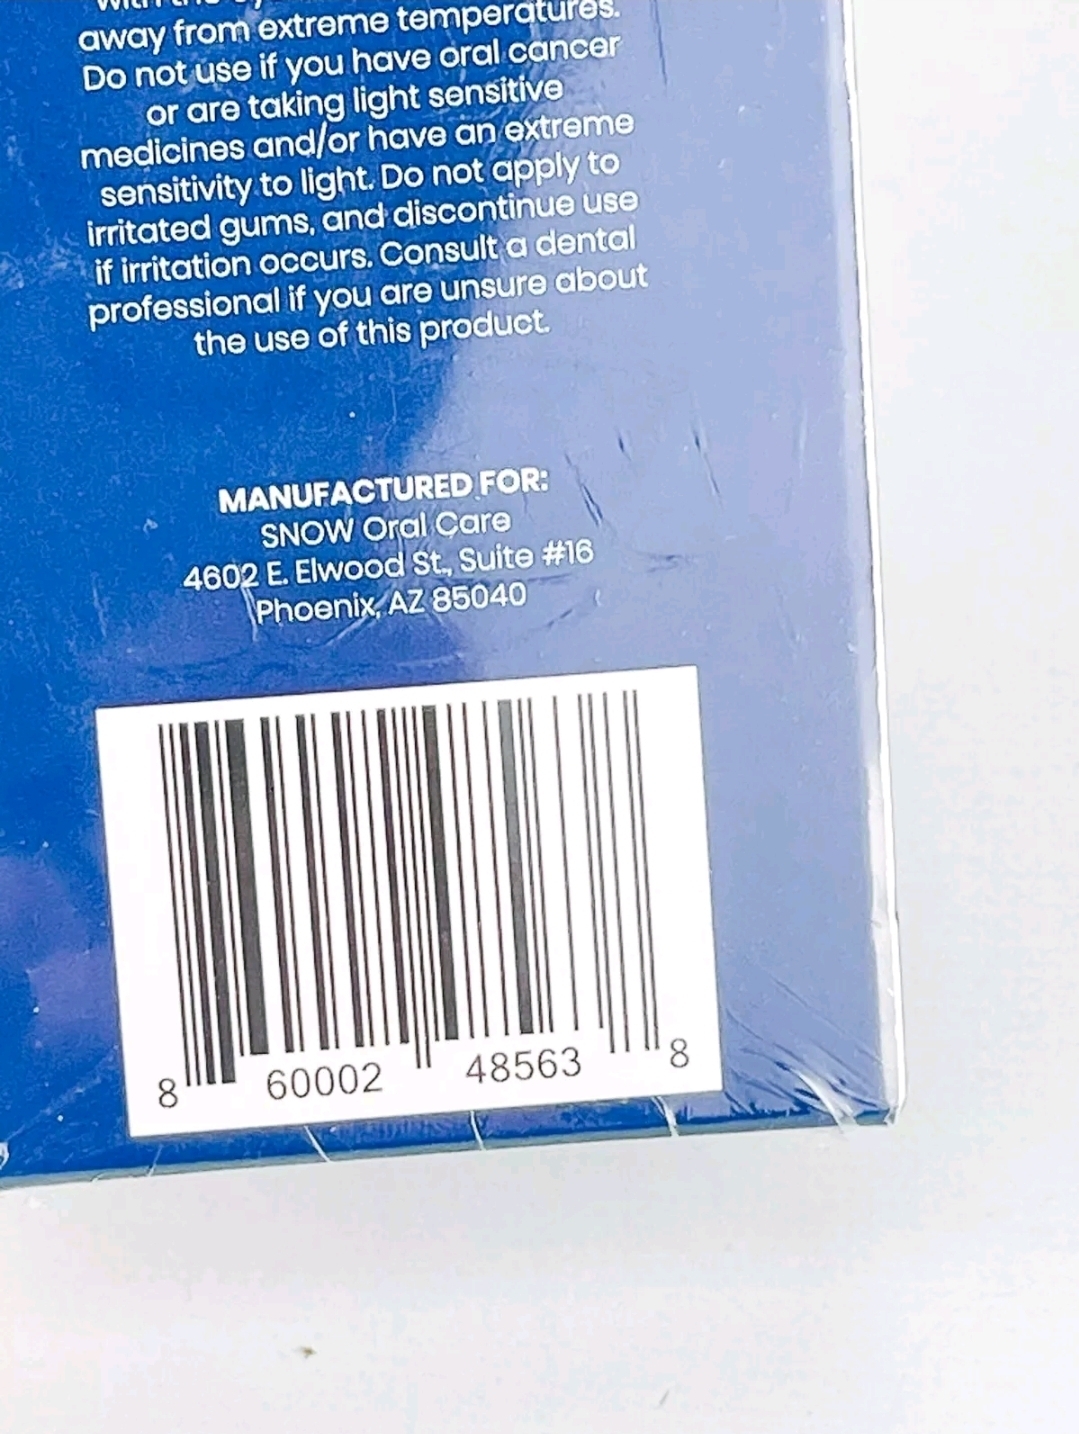 with the
away from extreme temperatures.
Do not use if you have oral cancer
or are taking light sensitive
medicines and/or have an extreme
sensitivity to light. Do not apply to
irritated gums, and discontinue use
if irritation occurs. Consult a dental
professional if you are unsure about
the use of this product.
MANUFACTURED FOR:
SNOW Oral Care
4602 E. Elwood St., Suite #16
Phoenix, AZ 85040
8 60002 48563 8